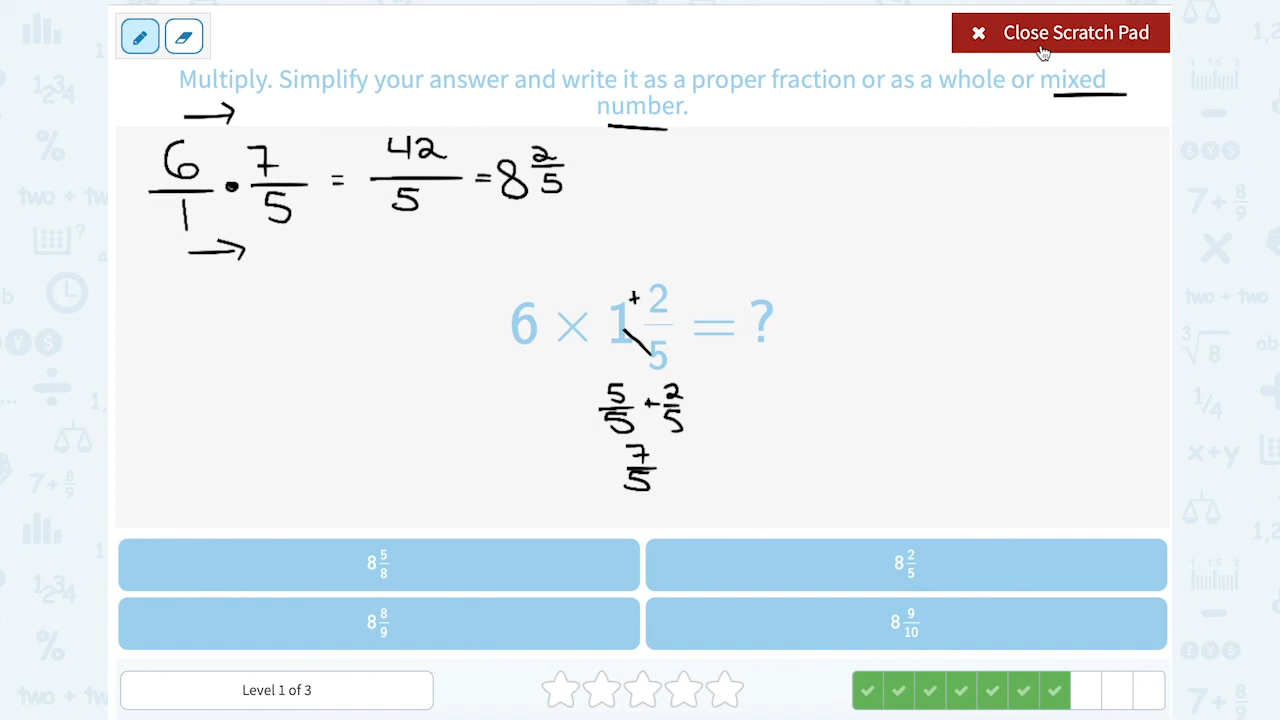 Close Scratch Pad
Multiply. Simplify your answer and write it as a proper fraction or as a whole or mixed
number.
6/1 • 7/5 = 42/5 = 8 2/5
6 × 1 + 2/5 = ?
5/5 + 2/5
7/5
8 5/8
8 2/5
8 8/9
8 9/10
Level 1 of 3